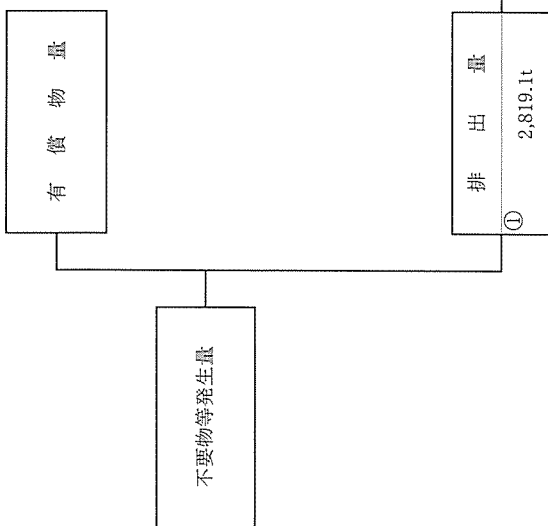 不要物等発生量
有 償 物 量
排 出 量
①
2,819.1t